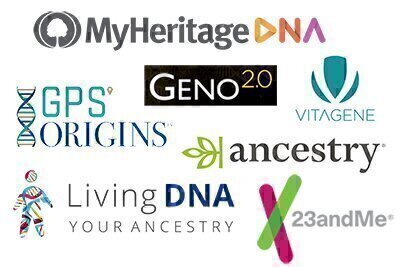 MyHeritage DNA
GENO 2.0
GPS
ORIGINS
VITAGENE
ancestry®
Living DNA
YOUR ANCESTRY
23andMe®